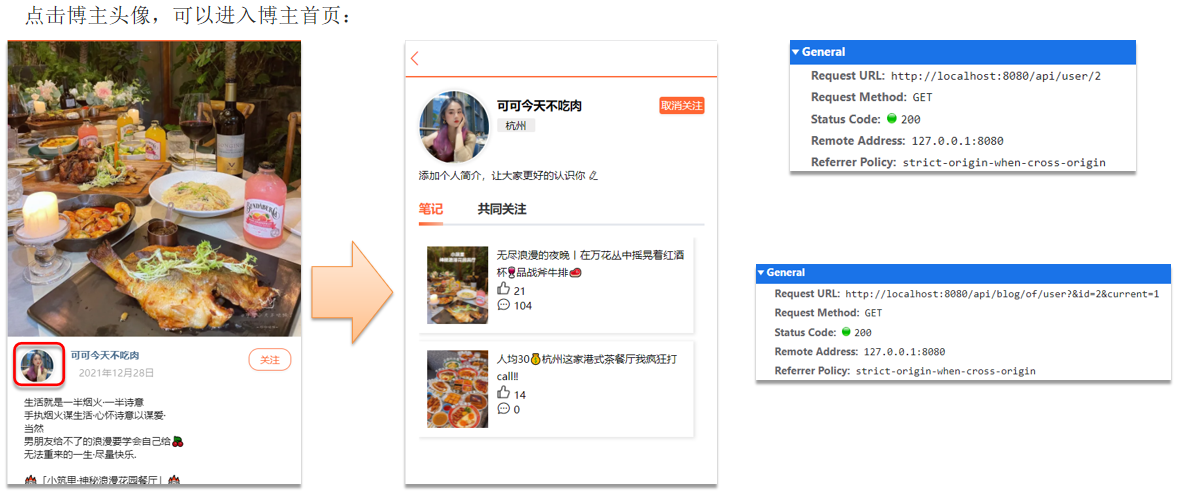 点击博主头像，可以进入博主首页：
BUNDABERG
可可今天不吃肉
2021年12月28日
关注
生活就是一半烟火·一半诗意
手执烟火谋生活·心怀诗意以谋爱·
当然
男朋友给不了的浪漫要学会自己给🍒
无法重来的一生·尽量快乐.
🏰「小筑里·神秘浪漫花园餐厅」🏰
可可今天不吃肉
取消关注
杭州
添加个人简介，让大家更好的认识你
笔记
共同关注
无尽浪漫的夜晚丨在万花丛中摇晃着红酒
杯🍷品战斧牛排🥩
21
104
人均30💰杭州这家港式茶餐厅我疯狂打
call‼
14
0
General
Request URL: http://localhost:8080/api/user/2
Request Method: GET
Status Code: 200
Remote Address: 127.0.0.1:8080
Referrer Policy: strict-origin-when-cross-origin
General
Request URL: http://localhost:8080/api/blog/of/user?&id=2&current=1
Request Method: GET
Status Code: 200
Remote Address: 127.0.0.1:8080
Referrer Policy: strict-origin-when-cross-origin